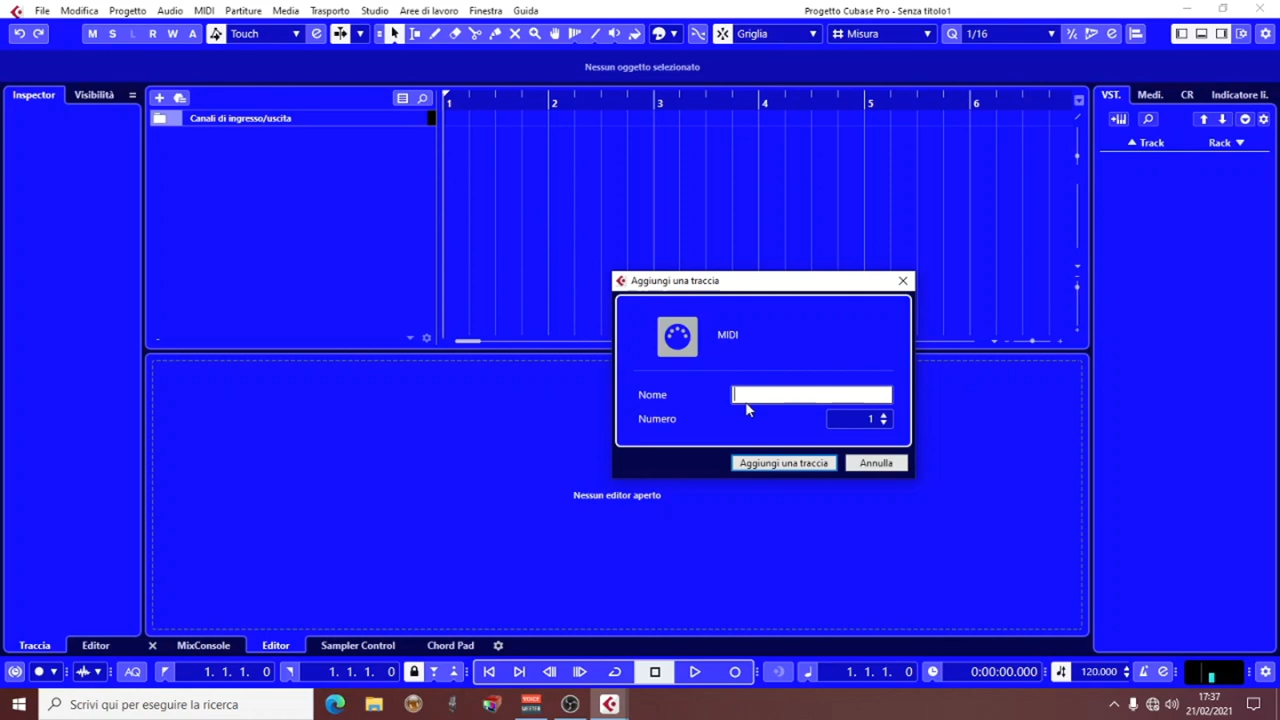 File Modifica Progetto Audio MIDI Partiture Media Trasporto Studio Aree di lavoro Finestra Guida
Progetto Cubase Pro - Senza titolo1
M S L R W A Touch Griglia Misura Q 1/16
Nessun oggetto selezionato
Inspector Visibilità
1 2 3 4 5 6
VST. Medi. CR Indicatore li.
Canali di ingresso/uscita
Track Rack
Aggiungi una traccia
MIDI
Nome
Numero 1
Aggiungi una traccia Annulla
Nessun editor aperto
Traccia Editor MixConsole Editor Sampler Control Chord Pad
AQ 1. 1. 1. 0 1. 1. 1. 0 1. 1. 1. 0 0:00:00.000 120.000
Scrivi qui per eseguire la ricerca
17:37
21/02/2021